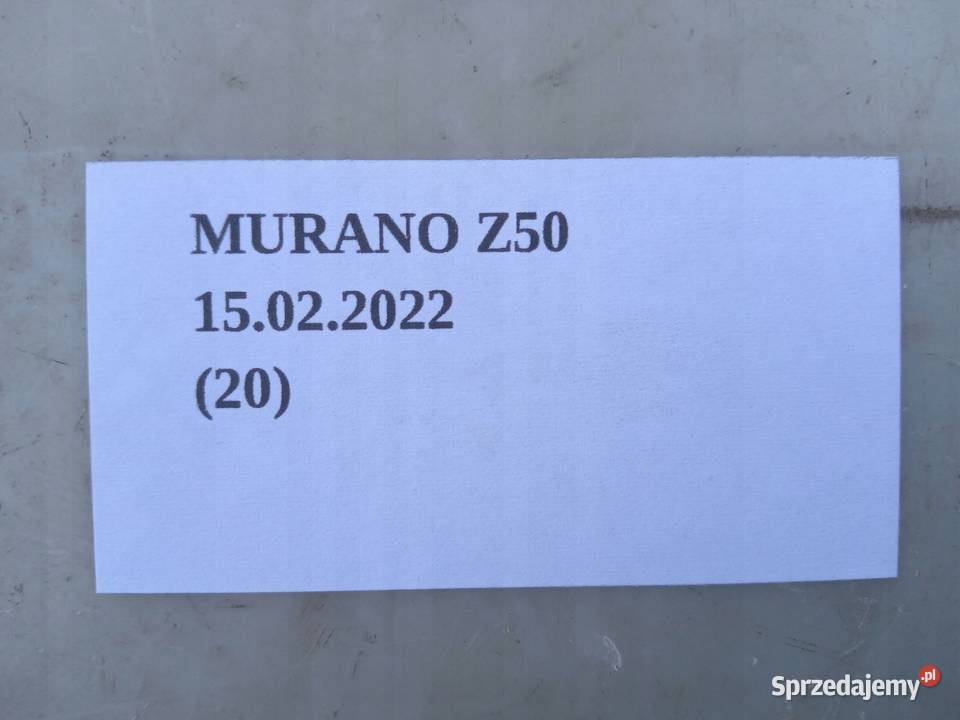 MURANO Z50
15.02.2022
(20)
Sprzedajemy.pl